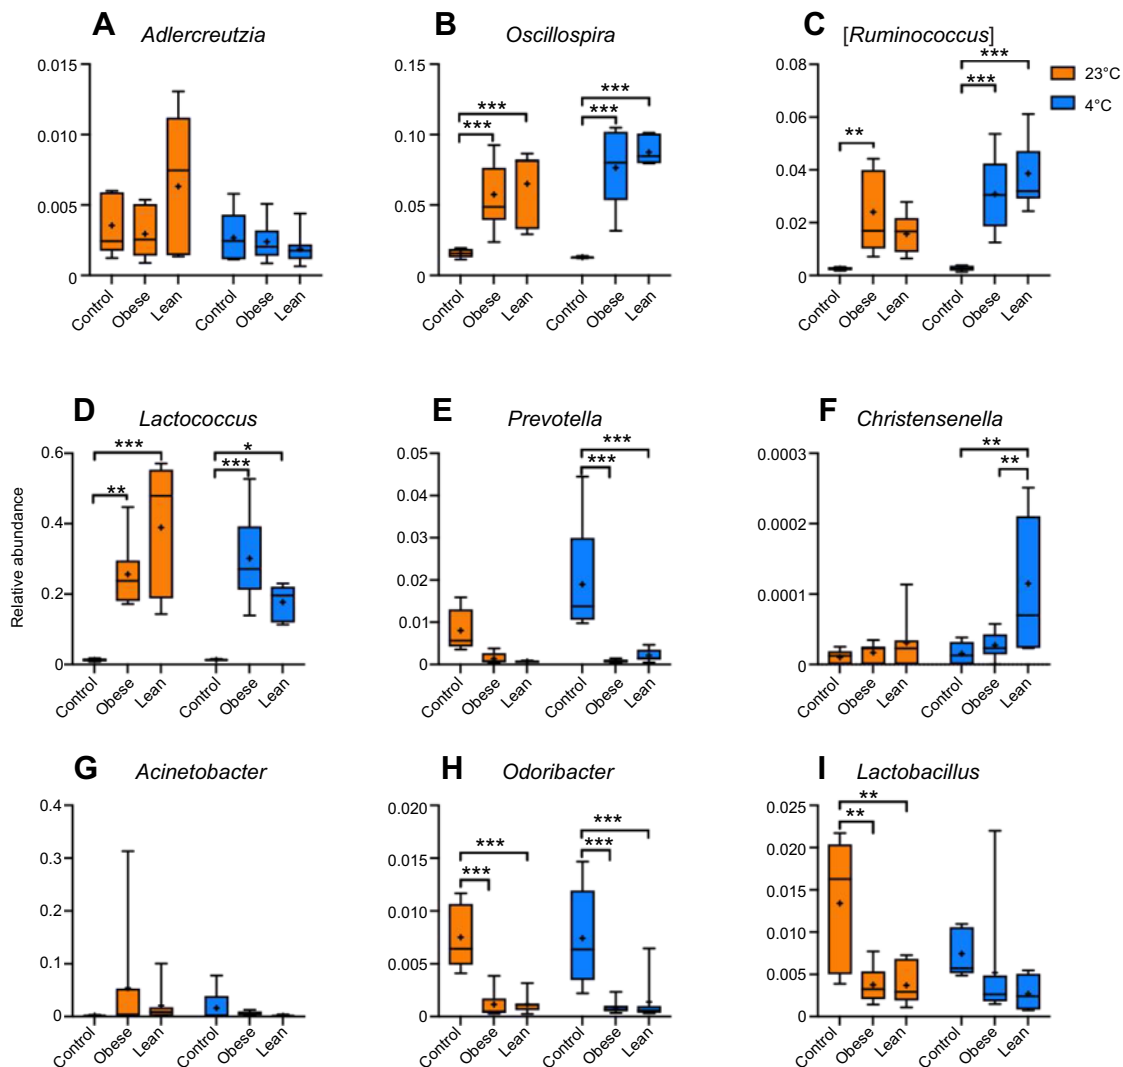 A Adlercreutzia
0.015
0.010
0.005
0
Control Obese Lean Control Obese Lean
B Oscillospira
0.15
0.10
0.05
0
*** *** *** ***
Control Obese Lean Control Obese Lean
C [Ruminococcus]
0.08
0.06
0.04
0.02
0
** *** ***
Control Obese Lean Control Obese Lean
23°C
4°C
D Lactococcus
Relative abundance
0.6
0.4
0.2
0
*** ** * ***
Control Obese Lean Control Obese Lean
E Prevotella
0.05
0.04
0.03
0.02
0.01
0
*** ***
Control Obese Lean Control Obese Lean
F Christensenella
0.0003
0.0002
0.0001
0
** **
Control Obese Lean Control Obese Lean
G Acinetobacter
0.4
0.3
0.2
0.1
0
Control Obese Lean Control Obese Lean
H Odoribacter
0.020
0.015
0.010
0.005
0
*** *** *** ***
Control Obese Lean Control Obese Lean
I Lactobacillus
0.025
0.020
0.015
0.010
0.005
0
** **
Control Obese Lean Control Obese Lean